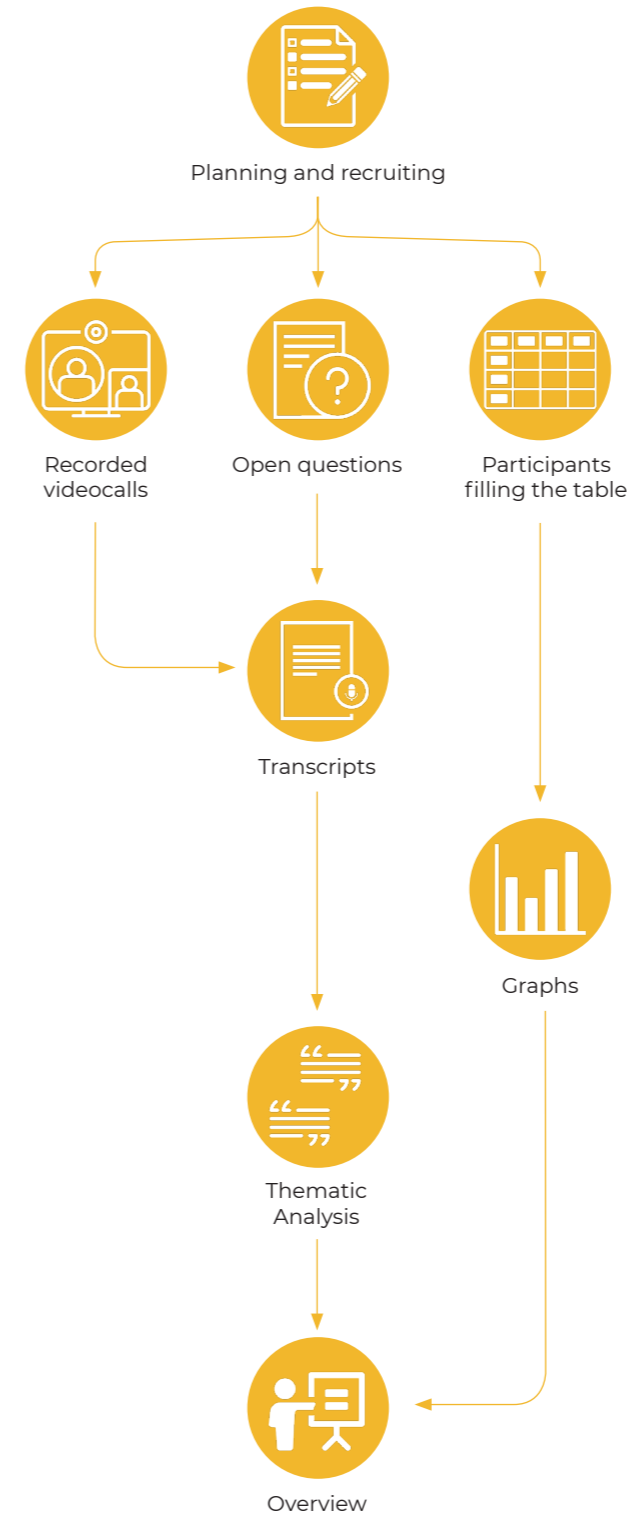 Planning and recruiting
Recorded
videocalls
Open questions
Participants
filling the table
Transcripts
Graphs
Thematic
Analysis
Overview